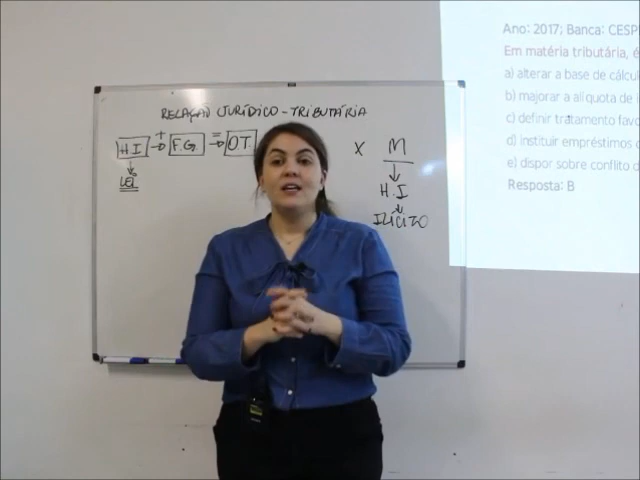 RELAÇÃO JURÍDICO-TRIBUTÁRIA
H I + → F.G. = → O.T. X M
LEI H.I
ILÍCITO
Ano: 2017; Banca: CESP
Em matéria tributária, é
a) alterar a base de cálcul
b) majorar a alíquota de i
c) definir tratamento favo
d) instituir empréstimos c
e) dispor sobre conflito d
Resposta: B